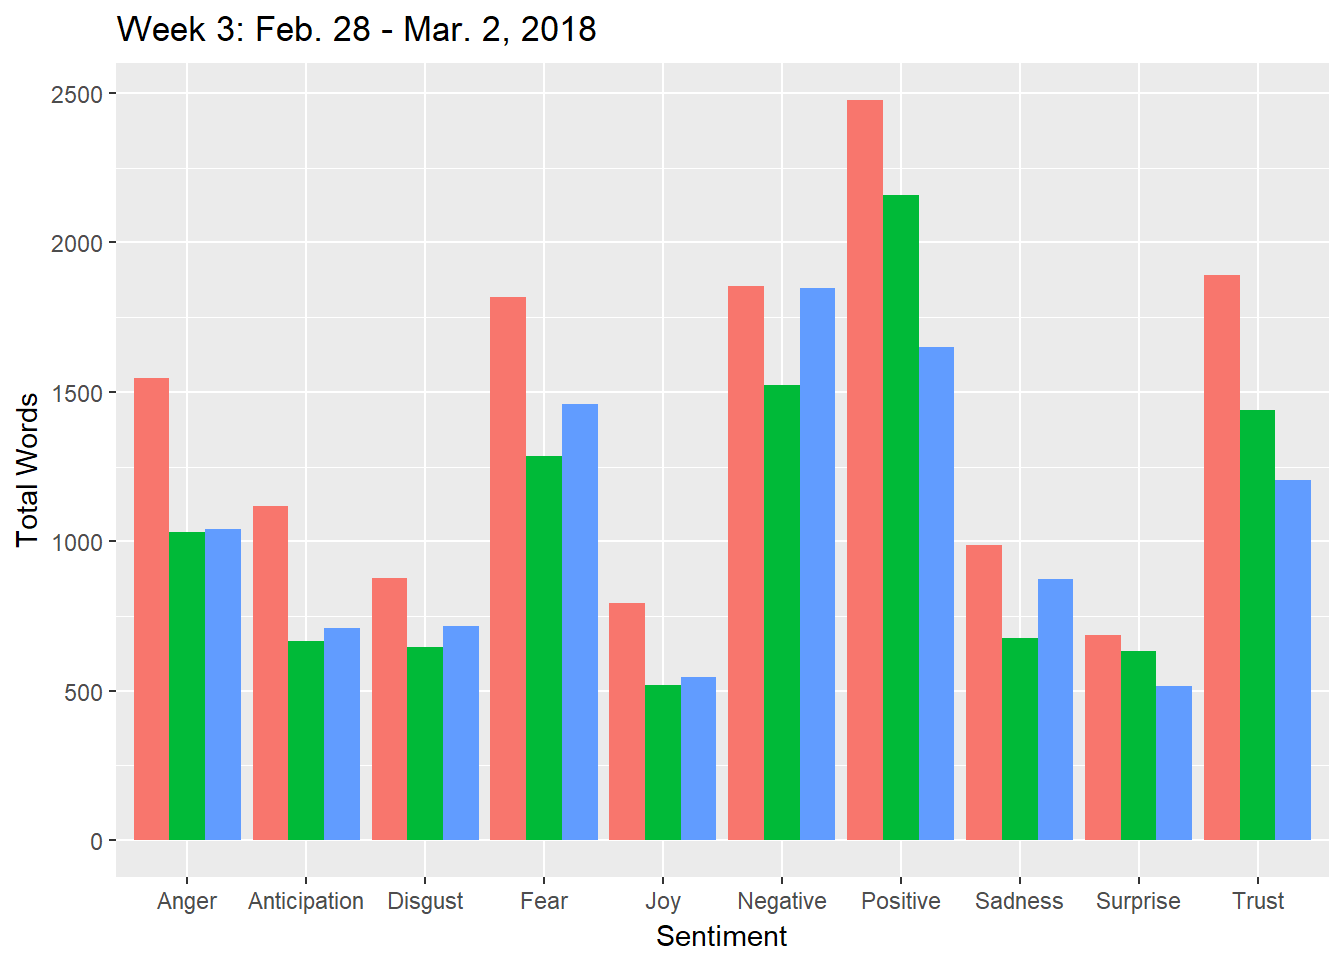 Week 3: Feb. 28 - Mar. 2, 2018
Total Words
2500
2000
1500
1000
500
0
Anger Anticipation Disgust Fear Joy Negative Positive Sadness Surprise Trust
Sentiment